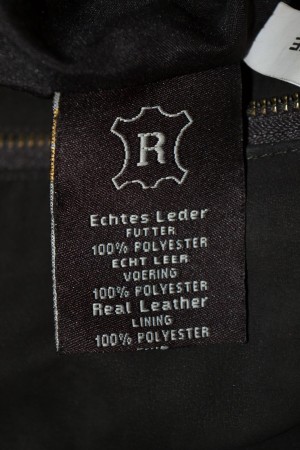 R
Echtes Leder
FUTTER
100% POLYESTER
ECHT LEER
VOERING
100% POLYESTER
Real Leather
LINING
100% POLYESTER